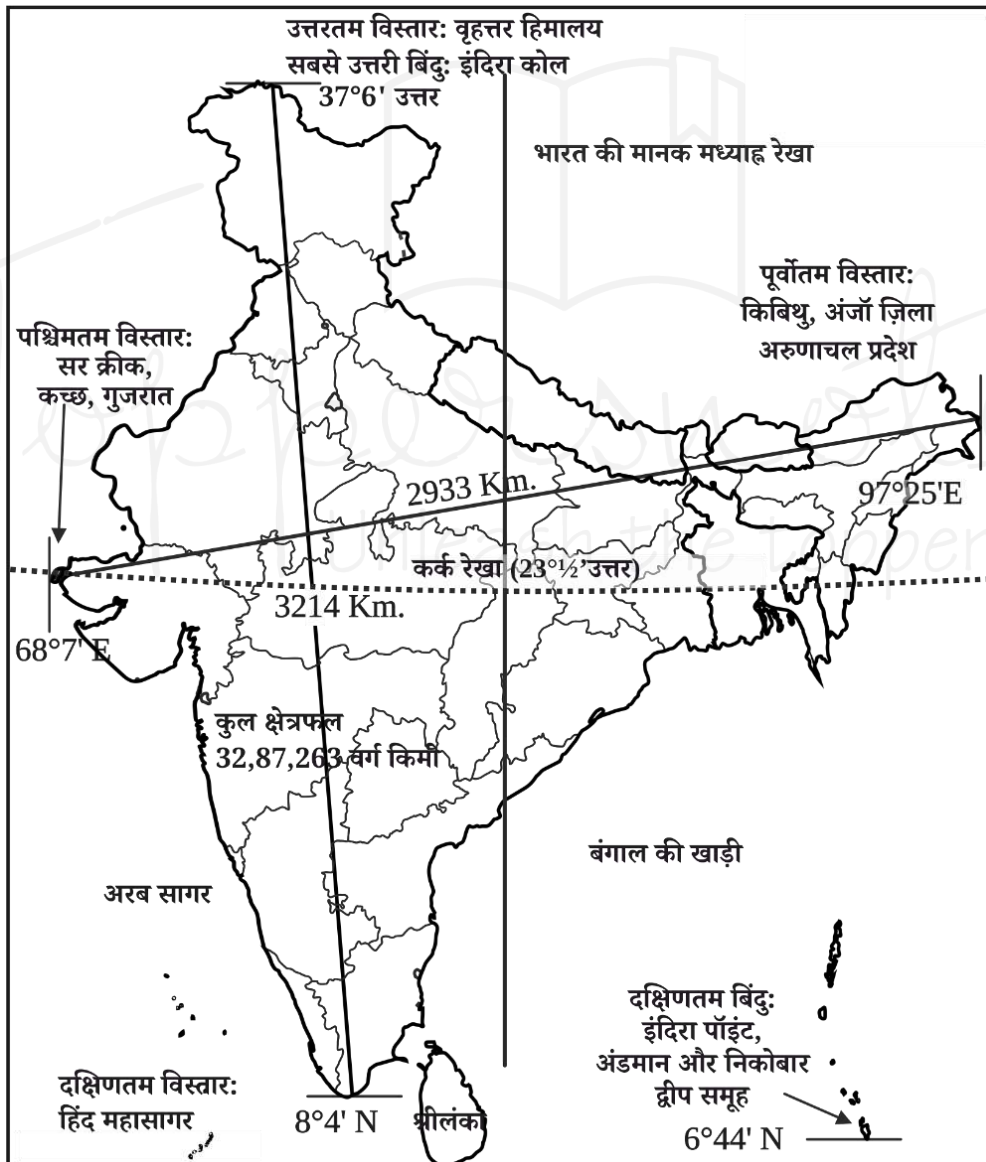 उत्तरतम विस्तार: वृहत्तर हिमालय
सबसे उत्तरी बिंदु: इंदिरा कोल
37°6' उत्तर
भारत की मानक मध्याह्न रेखा
पूर्वोतम विस्तार:
किबिथु, अंजॉ ज़िला
अरुणाचल प्रदेश
पश्चिमतम विस्तार:
सर क्रीक,
कच्छ, गुजरात
2933 Km.
97°25'E
Unleash the topper
कर्क रेखा (23°½'उत्तर)
3214 Km.
68°7' E
कुल क्षेत्रफल
32,87,263 वर्ग किमी
बंगाल की खाड़ी
अरब सागर
दक्षिणतम बिंदु:
इंदिरा पॉइंट,
अंडमान और निकोबार
द्वीप समूह
6°44' N
दक्षिणतम विस्तार:
हिंद महासागर
8°4' N
श्रीलंका